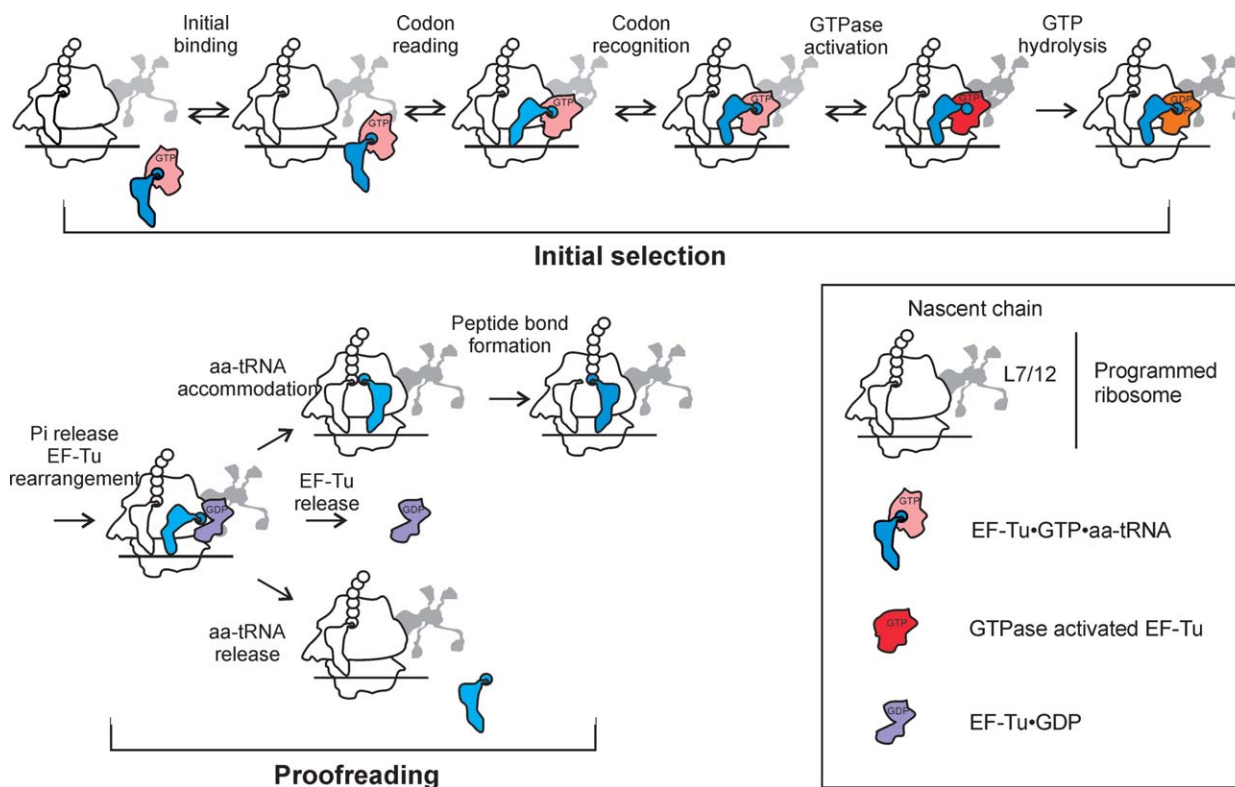 Initial
binding
Codon
reading
Codon
recognition
GTPase
activation
GTP
hydrolysis
GTP
GTP
GTP
GTP
GTP
GDP
Pi
Initial selection
Pi release
EF-Tu
rearrangement
aa-tRNA
accommodation
Peptide bond
formation
GDP
EF-Tu
release
GDP
aa-tRNA
release
Proofreading
Nascent chain
L7/12
Programmed
ribosome
GTP
EF-Tu•GTP•aa-tRNA
GTP
GTPase activated EF-Tu
GDP
EF-Tu•GDP